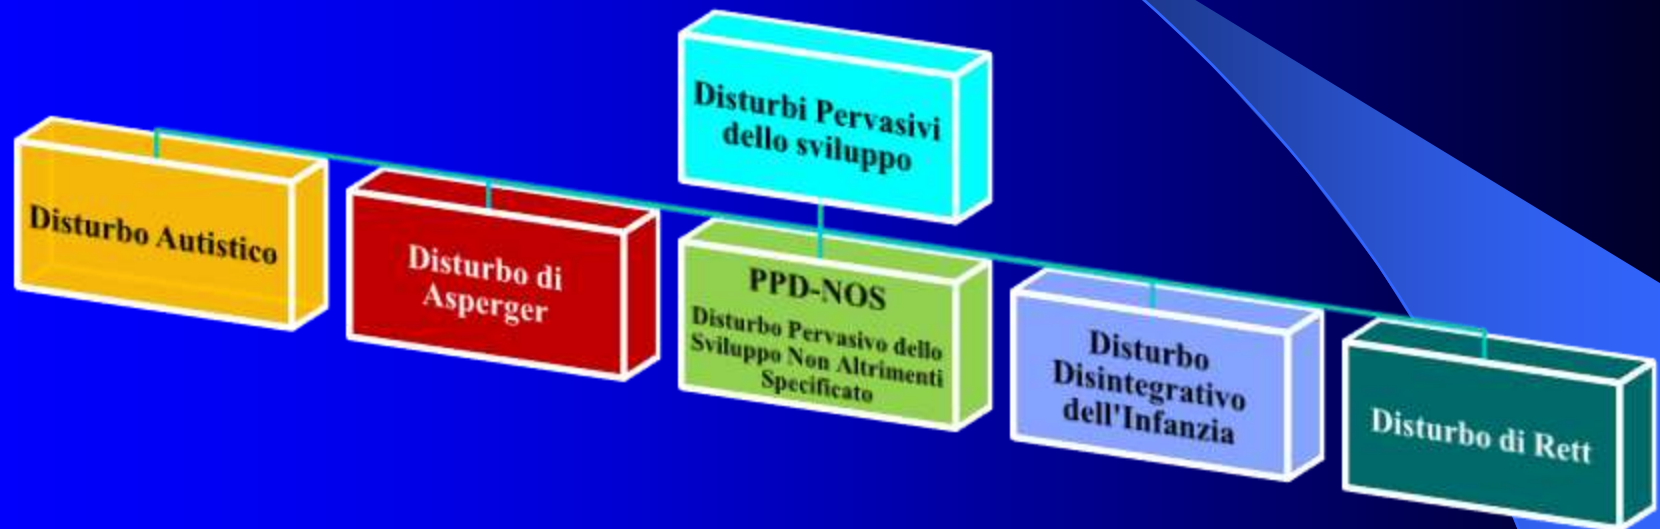 Disturbi Pervasivi
dello sviluppo
Disturbo Autistico
Disturbo di
Asperger
PPD-NOS
Disturbo Pervasivo dello
Sviluppo Non Altrimenti
Specificato
Disturbo
Disintegrativo
dell'Infanzia
Disturbo di Rett